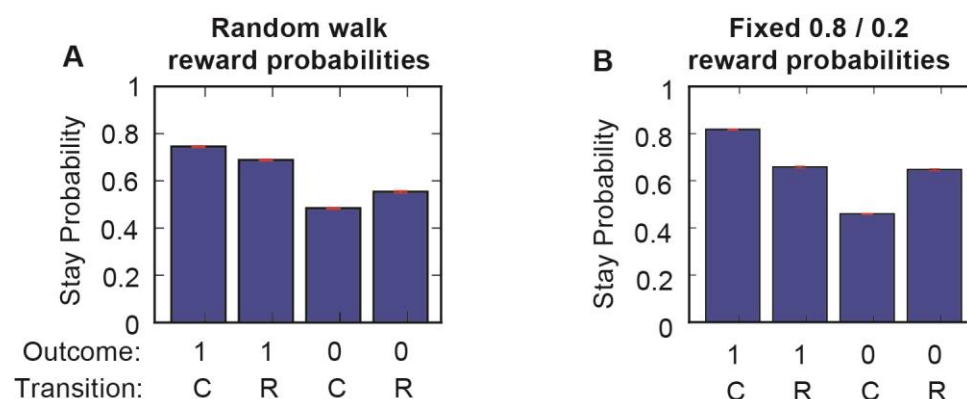 A
Random walk
reward probabilities
Stay Probability
1
0.8
0.6
0.4
0.2
0
Outcome: 1 1 0 0
Transition: C R C R
B
Fixed 0.8 / 0.2
reward probabilities
Stay Probability
1
0.8
0.6
0.4
0.2
0
1 1 0 0
C R C R